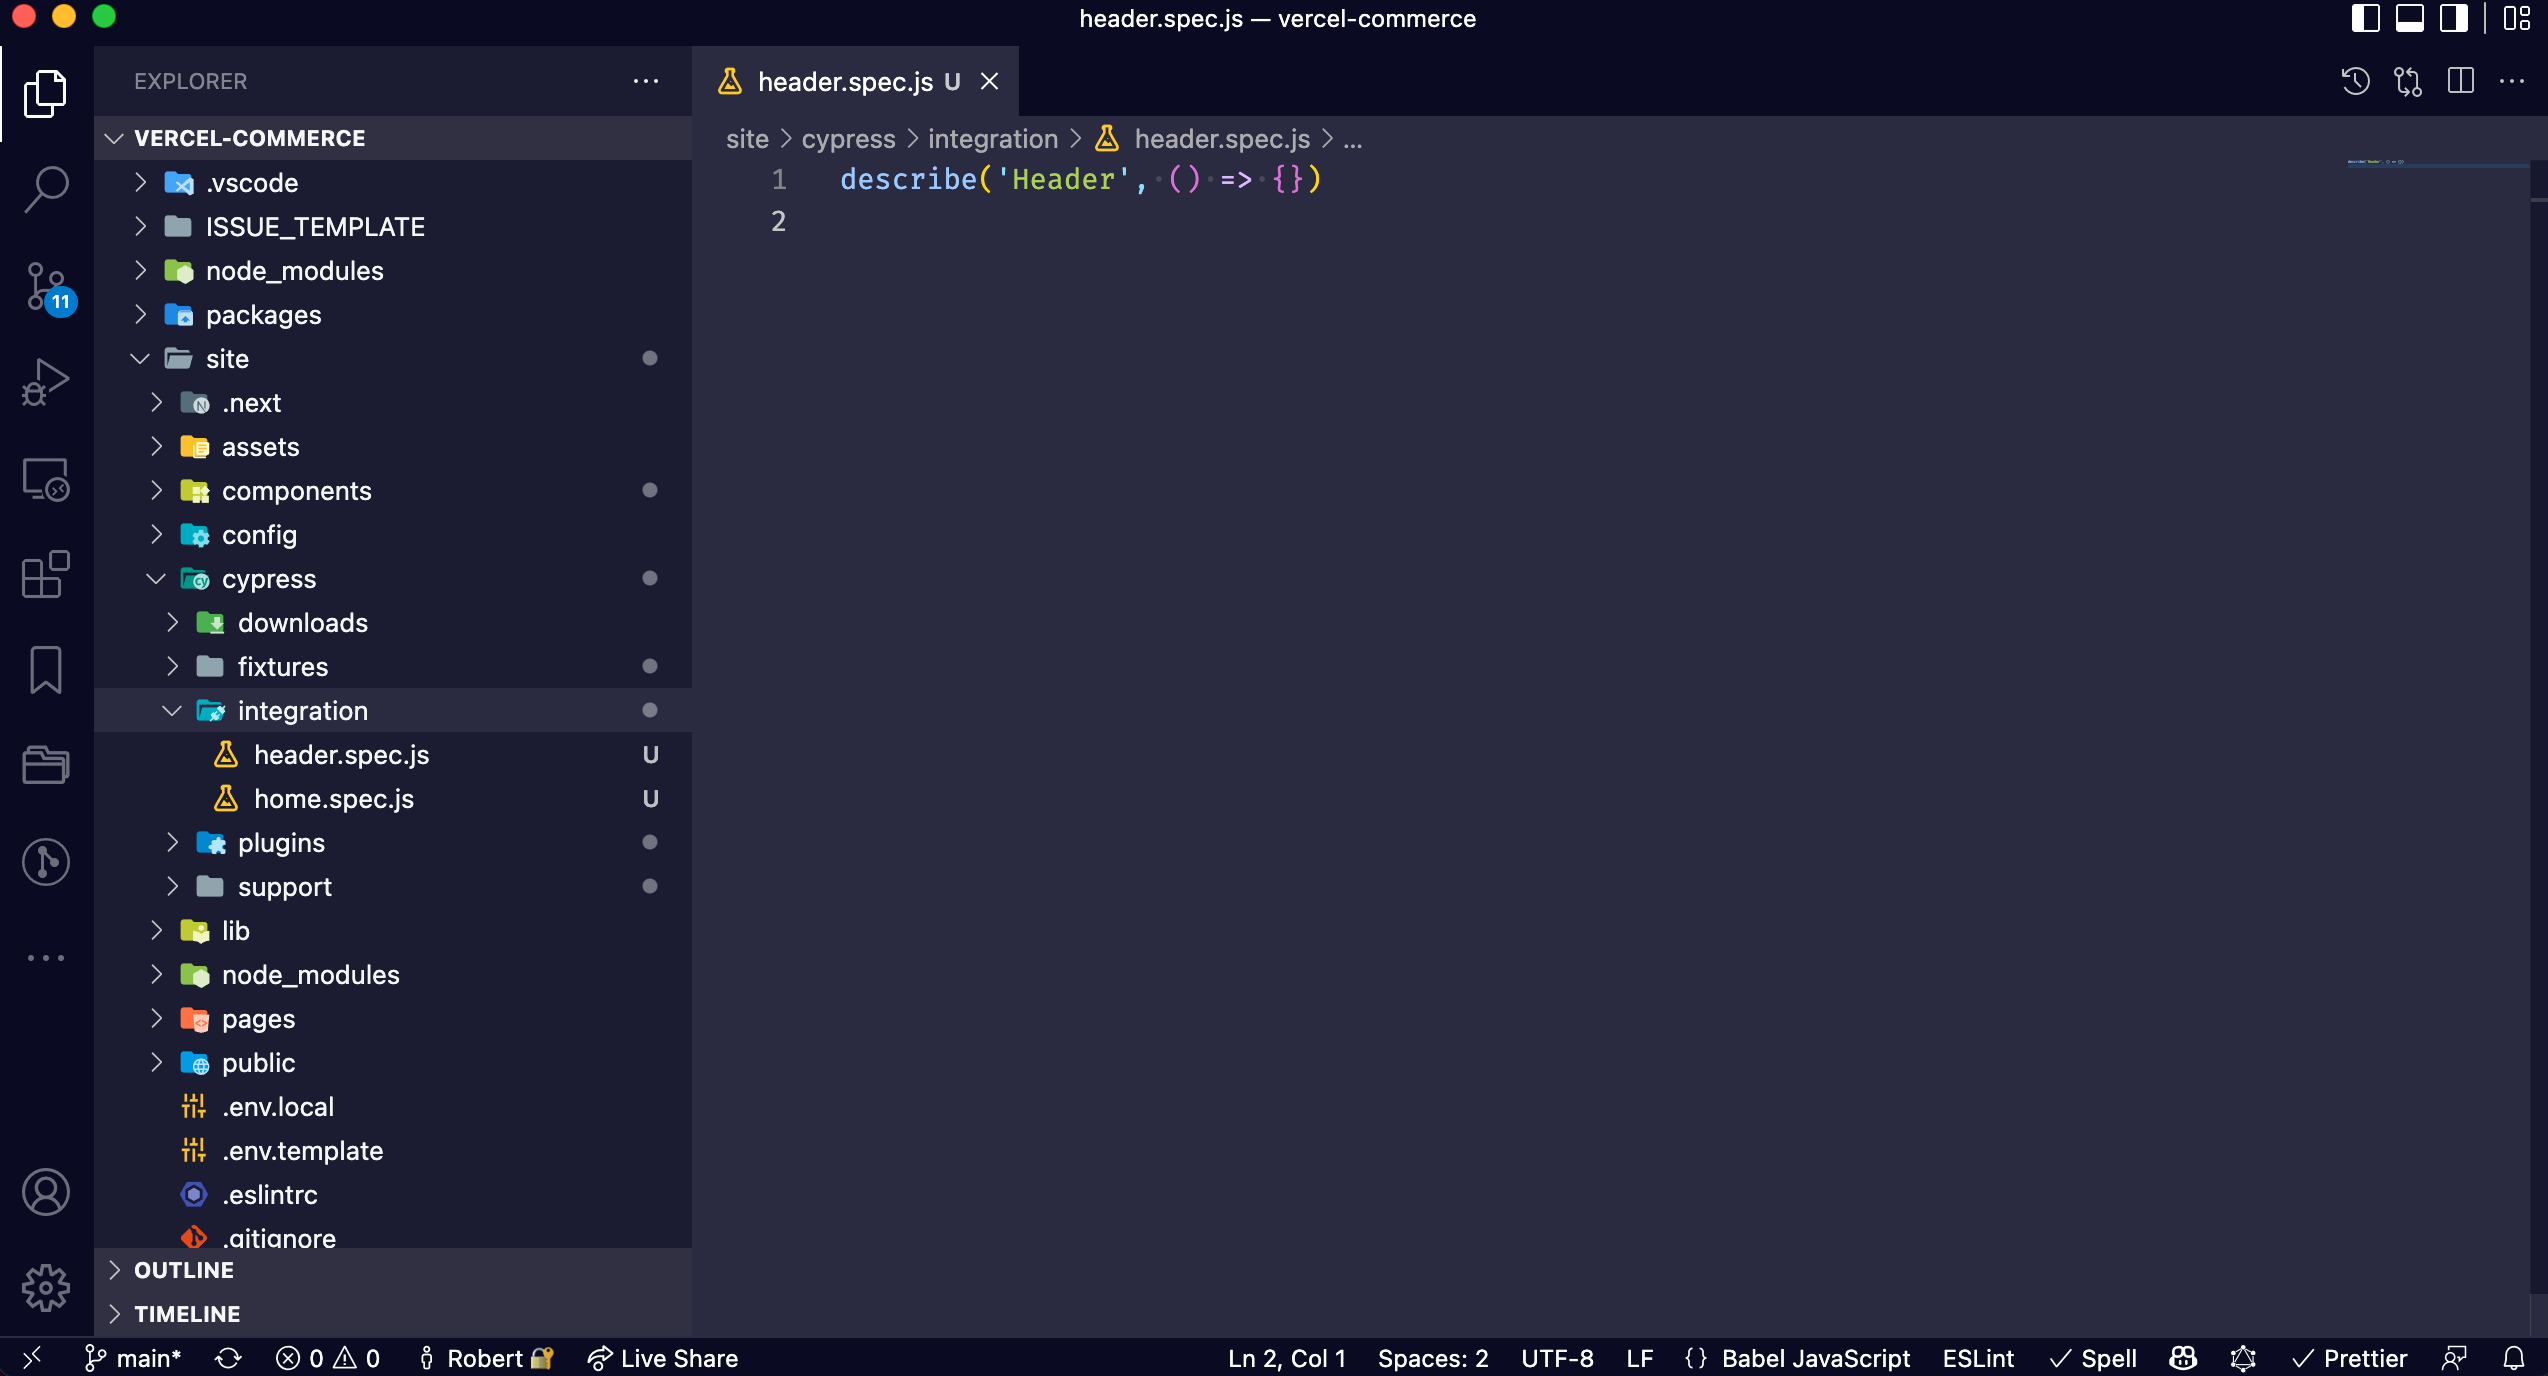 header.spec.js — vercel-commerce
EXPLORER
header.spec.js U
VERCEL-COMMERCE
site > cypress > integration > header.spec.js > ...
.vscode
1 describe('Header', () => {})
ISSUE_TEMPLATE
2
node_modules
11
packages
site
.next
assets
components
config
cypress
downloads
fixtures
integration
header.spec.js U
home.spec.js U
plugins
support
lib
node_modules
pages
public
.env.local
.env.template
.eslintrc
.gitignore
OUTLINE
TIMELINE
main* 0 0 Robert Live Share Ln 2, Col 1 Spaces: 2 UTF-8 LF {} Babel JavaScript ESLint Spell Prettier